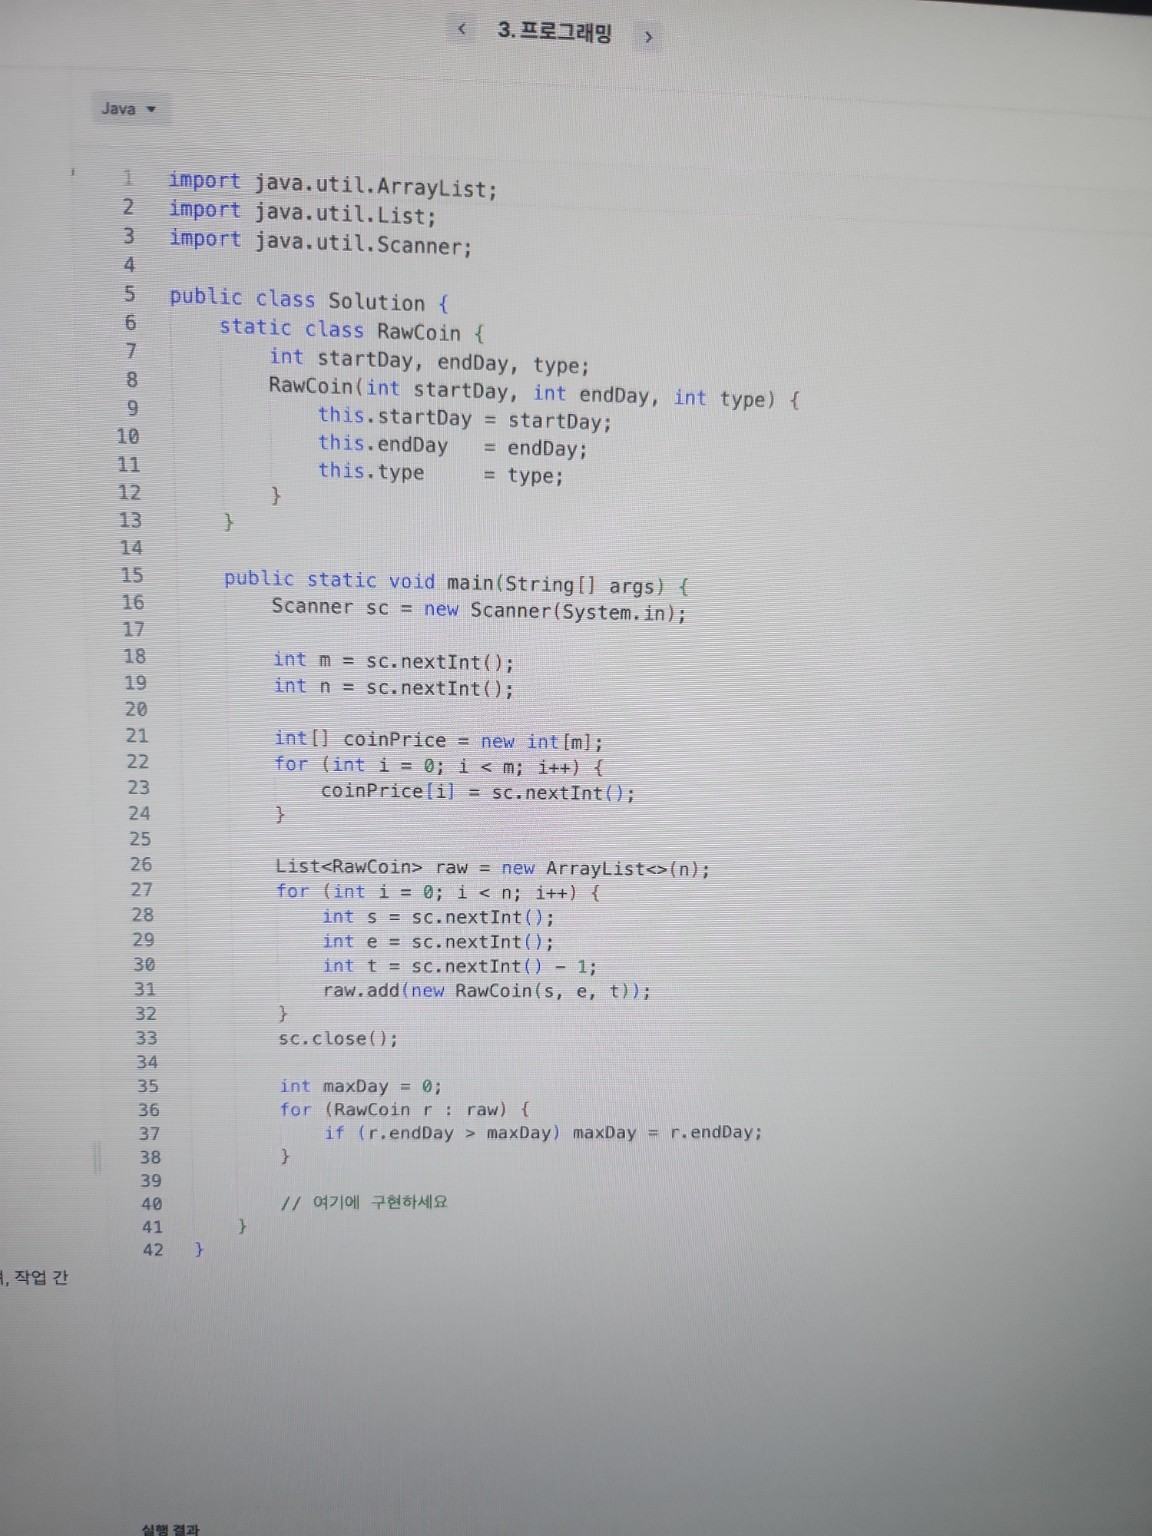 < 3. 프로그래밍 >
Java ▼
1 import java.util.ArrayList;
2 import java.util.List;
3 import java.util.Scanner;
4
5 public class Solution {
6     static class RawCoin {
7         int startDay, endDay, type;
8         RawCoin(int startDay, int endDay, int type) {
9             this.startDay = startDay;
10             this.endDay   = endDay;
11             this.type     = type;
12         }
13     }
14
15     public static void main(String[] args) {
16         Scanner sc = new Scanner(System.in);
17
18         int m = sc.nextInt();
19         int n = sc.nextInt();
20
21         int[] coinPrice = new int[m];
22         for (int i = 0; i < m; i++) {
23             coinPrice[i] = sc.nextInt();
24         }
25
26         List<RawCoin> raw = new ArrayList<>(n);
27         for (int i = 0; i < n; i++) {
28             int s = sc.nextInt();
29             int e = sc.nextInt();
30             int t = sc.nextInt() - 1;
31             raw.add(new RawCoin(s, e, t));
32         }
33         sc.close();
34
35         int maxDay = 0;
36         for (RawCoin r : raw) {
37             if (r.endDay > maxDay) maxDay = r.endDay;
38         }
39
40         // 여기에 구현하세요
41     }
42 }
, 작업 간
실행 결과